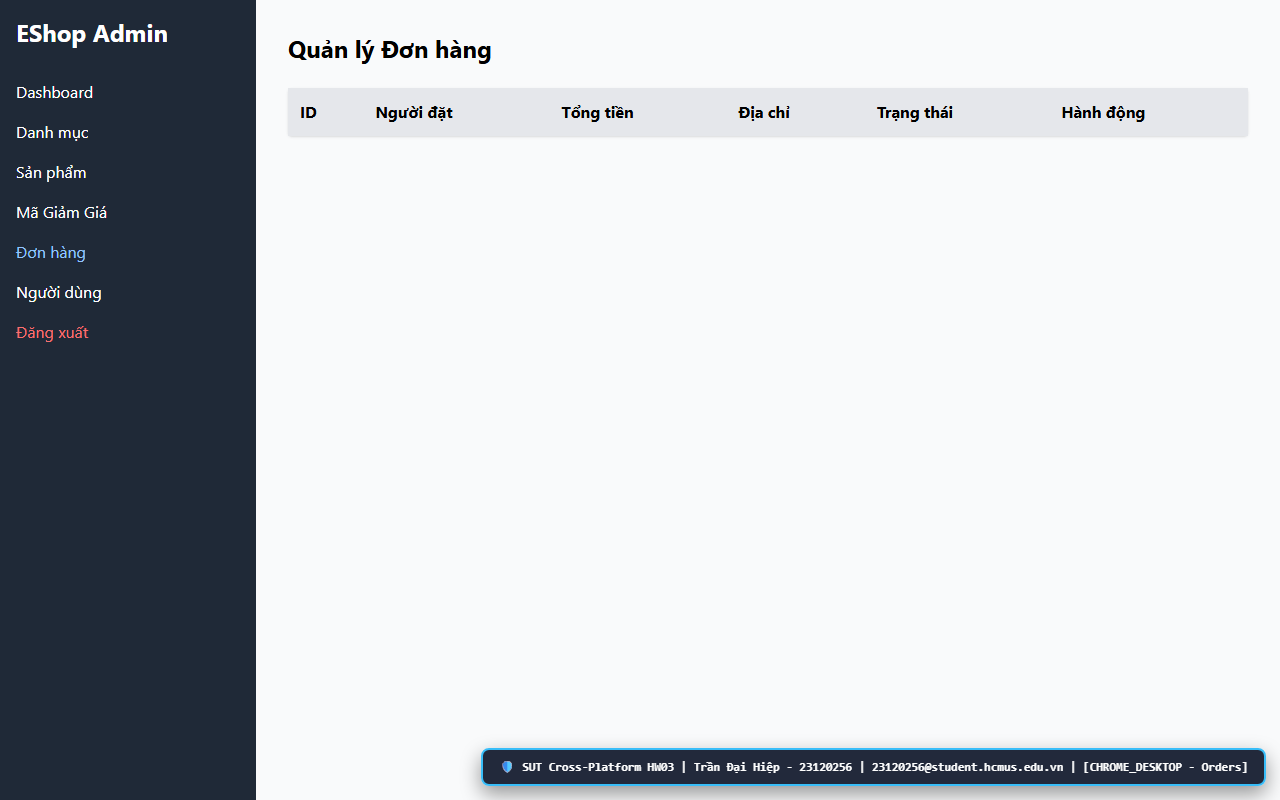 EShop Admin
Dashboard
Danh mục
Sản phẩm
Mã Giảm Giá
Đơn hàng
Người dùng
Đăng xuất
Quản lý Đơn hàng
ID Người đặt Tổng tiền Địa chỉ Trạng thái Hành động
SUT Cross-Platform HW03 | Trần Đại Hiệp - 23120256 | 23120256@student.hcmus.edu.vn | [CHROME_DESKTOP - Orders]